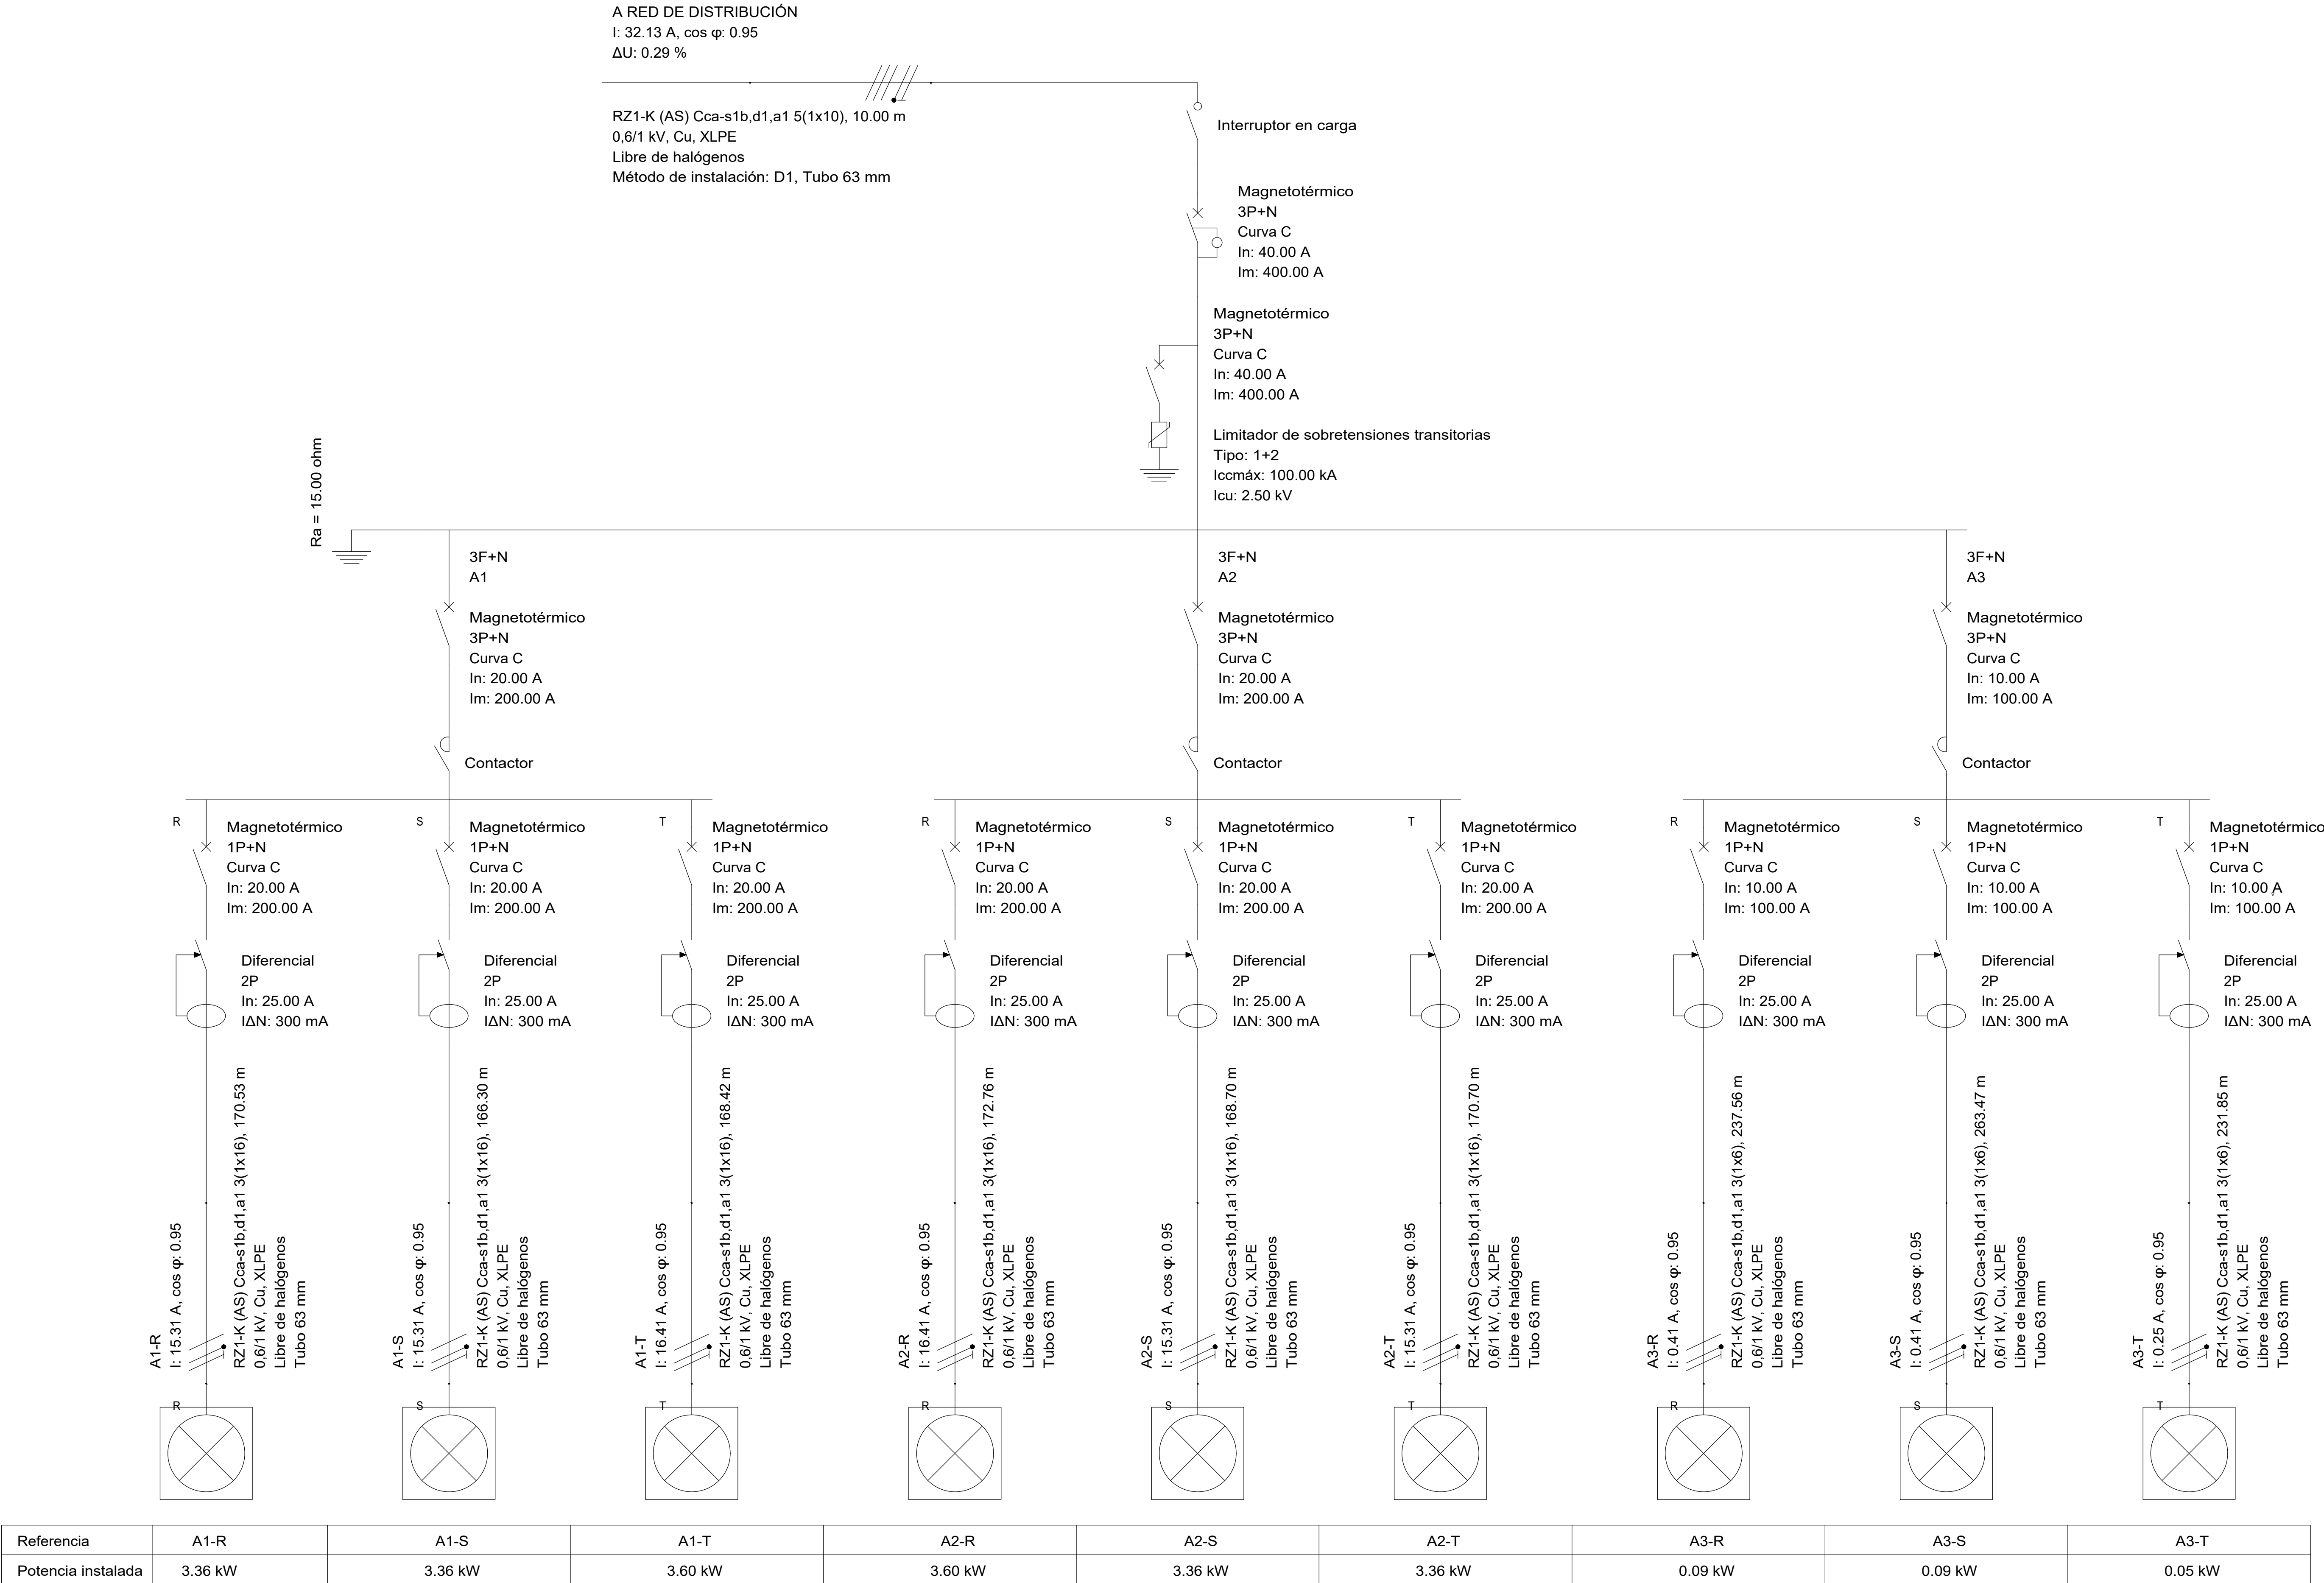 A RED DE DISTRIBUCIÓN
I: 32.13 A, cos φ: 0.95
ΔU: 0.29 %
RZ1-K (AS) Cca-s1b,d1,a1 5(1x10), 10.00 m
0,6/1 kV, Cu, XLPE
Libre de halógenos
Método de instalación: D1, Tubo 63 mm
Interruptor en carga
Magnetotérmico
3P+N
Curva C
In: 40.00 A
Im: 400.00 A
Magnetotérmico
3P+N
Curva C
In: 40.00 A
Im: 400.00 A
Limitador de sobretensiones transitorias
Tipo: 1+2
Iccmáx: 100.00 kA
Icu: 2.50 kV
Ra = 15.00 ohm
3F+N
A1
Magnetotérmico
3P+N
Curva C
In: 20.00 A
Im: 200.00 A
Contactor
3F+N
A2
Magnetotérmico
3P+N
Curva C
In: 20.00 A
Im: 200.00 A
Contactor
3F+N
A3
Magnetotérmico
3P+N
Curva C
In: 10.00 A
Im: 100.00 A
Contactor
R
Magnetotérmico
1P+N
Curva C
In: 20.00 A
Im: 200.00 A
Diferencial
2P
In: 25.00 A
IΔN: 300 mA
A1-R
I: 15.31 A, cos φ: 0.95
RZ1-K (AS) Cca-s1b,d1,a1 3(1x16), 170.53 m
0,6/1 kV, Cu, XLPE
Libre de halógenos
Tubo 63 mm
R
S
Magnetotérmico
1P+N
Curva C
In: 20.00 A
Im: 200.00 A
Diferencial
2P
In: 25.00 A
IΔN: 300 mA
A1-S
I: 15.31 A, cos φ: 0.95
RZ1-K (AS) Cca-s1b,d1,a1 3(1x16), 166.30 m
0,6/1 kV, Cu, XLPE
Libre de halógenos
Tubo 63 mm
S
T
Magnetotérmico
1P+N
Curva C
In: 20.00 A
Im: 200.00 A
Diferencial
2P
In: 25.00 A
IΔN: 300 mA
A1-T
I: 16.41 A, cos φ: 0.95
RZ1-K (AS) Cca-s1b,d1,a1 3(1x16), 168.42 m
0,6/1 kV, Cu, XLPE
Libre de halógenos
Tubo 63 mm
T
R
Magnetotérmico
1P+N
Curva C
In: 20.00 A
Im: 200.00 A
Diferencial
2P
In: 25.00 A
IΔN: 300 mA
A2-R
I: 16.41 A, cos φ: 0.95
RZ1-K (AS) Cca-s1b,d1,a1 3(1x16), 172.76 m
0,6/1 kV, Cu, XLPE
Libre de halógenos
Tubo 63 mm
R
S
Magnetotérmico
1P+N
Curva C
In: 20.00 A
Im: 200.00 A
Diferencial
2P
In: 25.00 A
IΔN: 300 mA
A2-S
I: 15.31 A, cos φ: 0.95
RZ1-K (AS) Cca-s1b,d1,a1 3(1x16), 168.70 m
0,6/1 kV, Cu, XLPE
Libre de halógenos
Tubo 63 mm
S
T
Magnetotérmico
1P+N
Curva C
In: 20.00 A
Im: 200.00 A
Diferencial
2P
In: 25.00 A
IΔN: 300 mA
A2-T
I: 15.31 A, cos φ: 0.95
RZ1-K (AS) Cca-s1b,d1,a1 3(1x16), 170.70 m
0,6/1 kV, Cu, XLPE
Libre de halógenos
Tubo 63 mm
T
R
Magnetotérmico
1P+N
Curva C
In: 10.00 A
Im: 100.00 A
Diferencial
2P
In: 25.00 A
IΔN: 300 mA
A3-R
I: 0.41 A, cos φ: 0.95
RZ1-K (AS) Cca-s1b,d1,a1 3(1x6), 237.56 m
0,6/1 kV, Cu, XLPE
Libre de halógenos
Tubo 63 mm
R
S
Magnetotérmico
1P+N
Curva C
In: 10.00 A
Im: 100.00 A
Diferencial
2P
In: 25.00 A
IΔN: 300 mA
A3-S
I: 0.41 A, cos φ: 0.95
RZ1-K (AS) Cca-s1b,d1,a1 3(1x6), 263.47 m
0,6/1 kV, Cu, XLPE
Libre de halógenos
Tubo 63 mm
S
T
Magnetotérmico
1P+N
Curva C
In: 10.00 A
Im: 100.00 A
Diferencial
2P
In: 25.00 A
IΔN: 300 mA
A3-T
I: 0.25 A, cos φ: 0.95
RZ1-K (AS) Cca-s1b,d1,a1 3(1x6), 231.85 m
0,6/1 kV, Cu, XLPE
Libre de halógenos
Tubo 63 mm
T
Referencia A1-R A1-S A1-T A2-R A2-S A2-T A3-R A3-S A3-T
Potencia instalada 3.36 kW 3.36 kW 3.60 kW 3.60 kW 3.36 kW 3.36 kW 0.09 kW 0.09 kW 0.05 kW